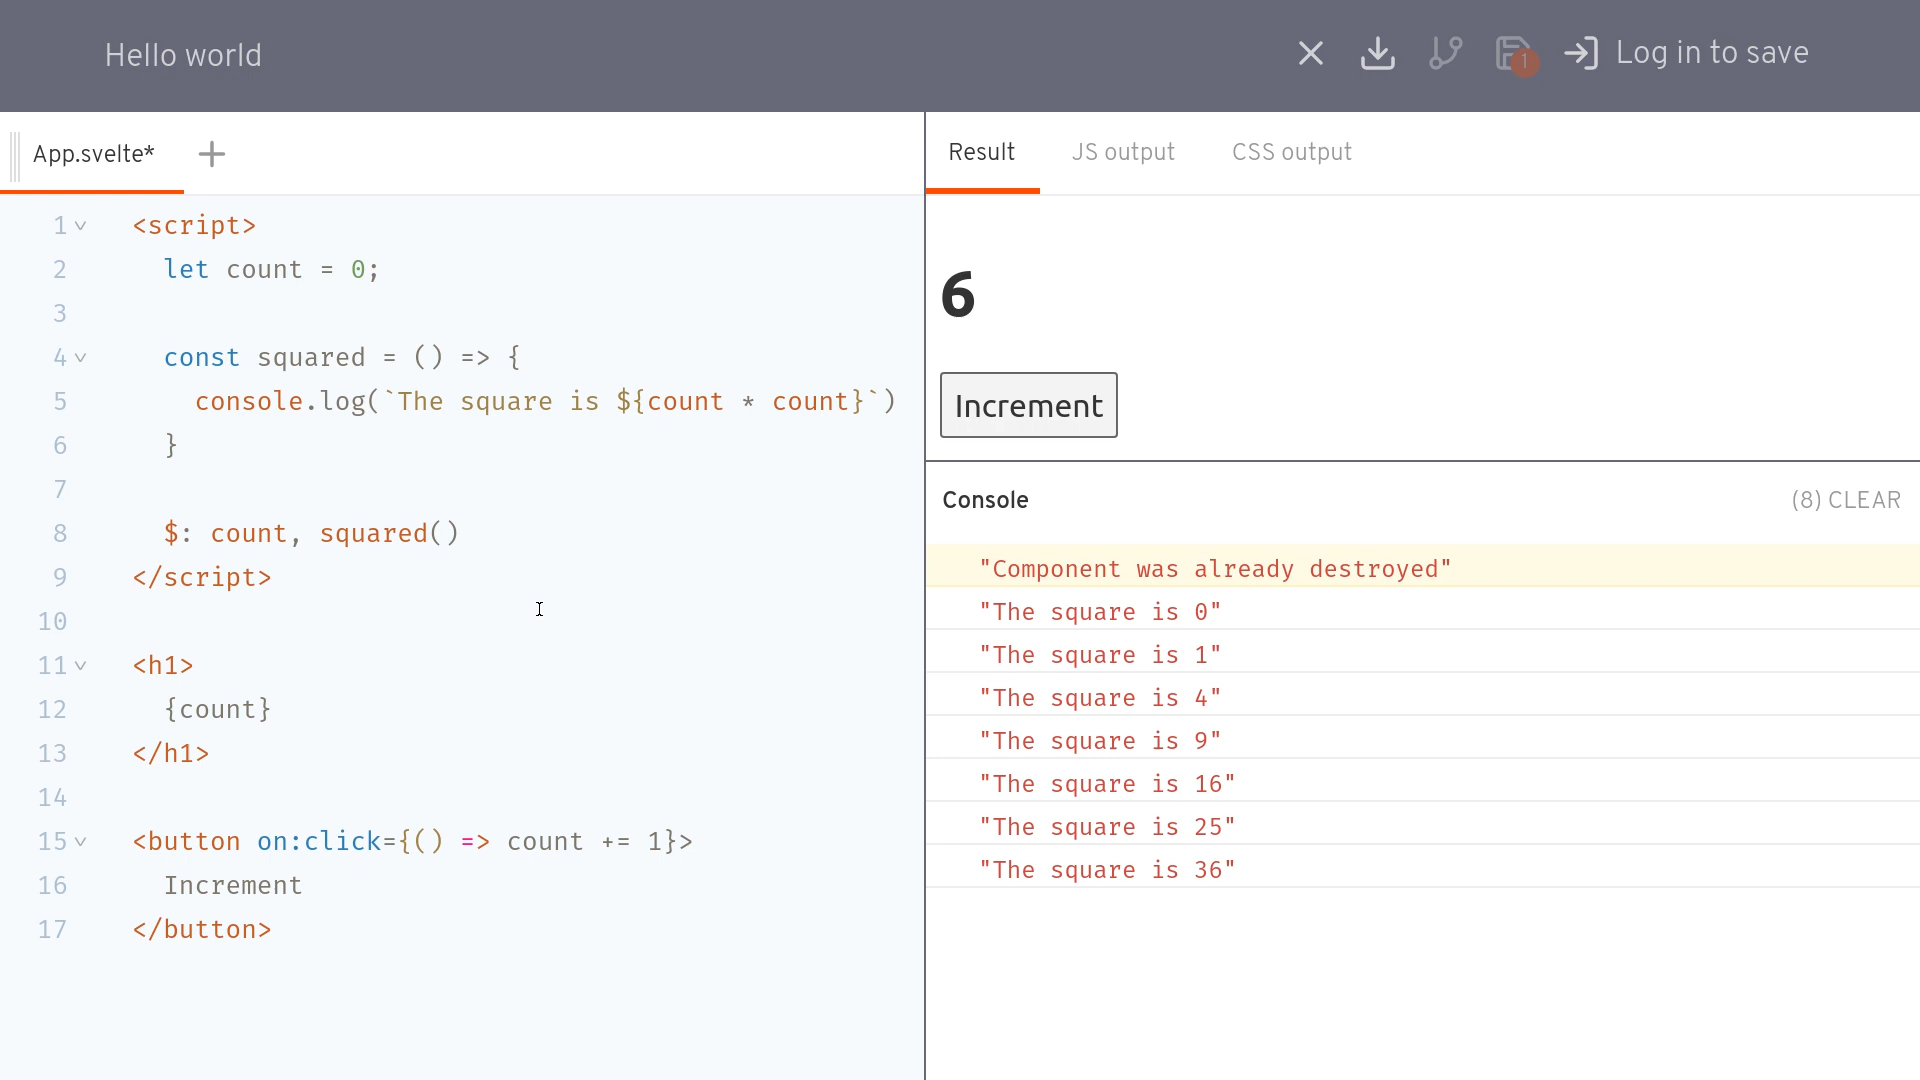 Hello world
1
Log in to save
App.svelte*
Result
JS output
CSS output
1 <script>
2 let count = 0;
3
4 const squared = () => {
5 console.log(`The square is ${count * count}`)
6 }
7
8 $: count, squared()
9 </script>
10
11 <h1>
12 {count}
13 </h1>
14
15 <button on:click={() => count += 1}>
16 Increment
17 </button>
6
Increment
Console
(8) CLEAR
"Component was already destroyed"
"The square is 0"
"The square is 1"
"The square is 4"
"The square is 9"
"The square is 16"
"The square is 25"
"The square is 36"